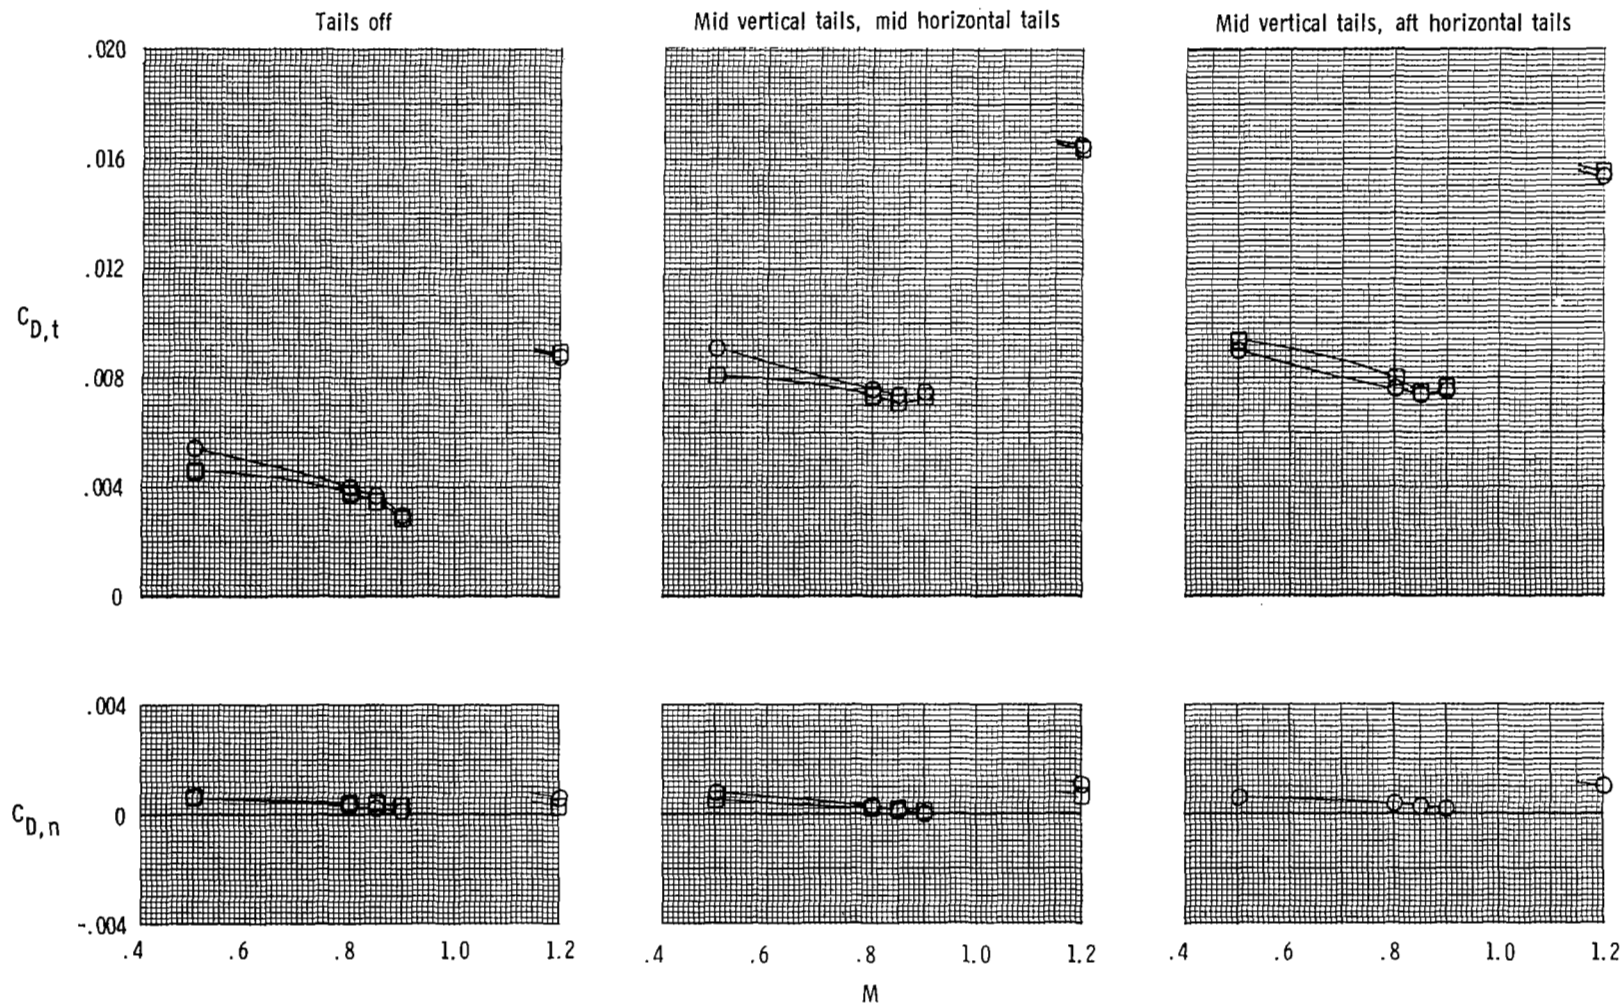 Tails off
Mid vertical tails, mid horizontal tails
Mid vertical tails, aft horizontal tails
.020
.016
.012
C_D,t
.008
.004
0
.004
C_D,n
0
-.004
.4 .6 .8 1.0 1.2
.4 .6 .8 1.0 1.2
.4 .6 .8 1.0 1.2
M